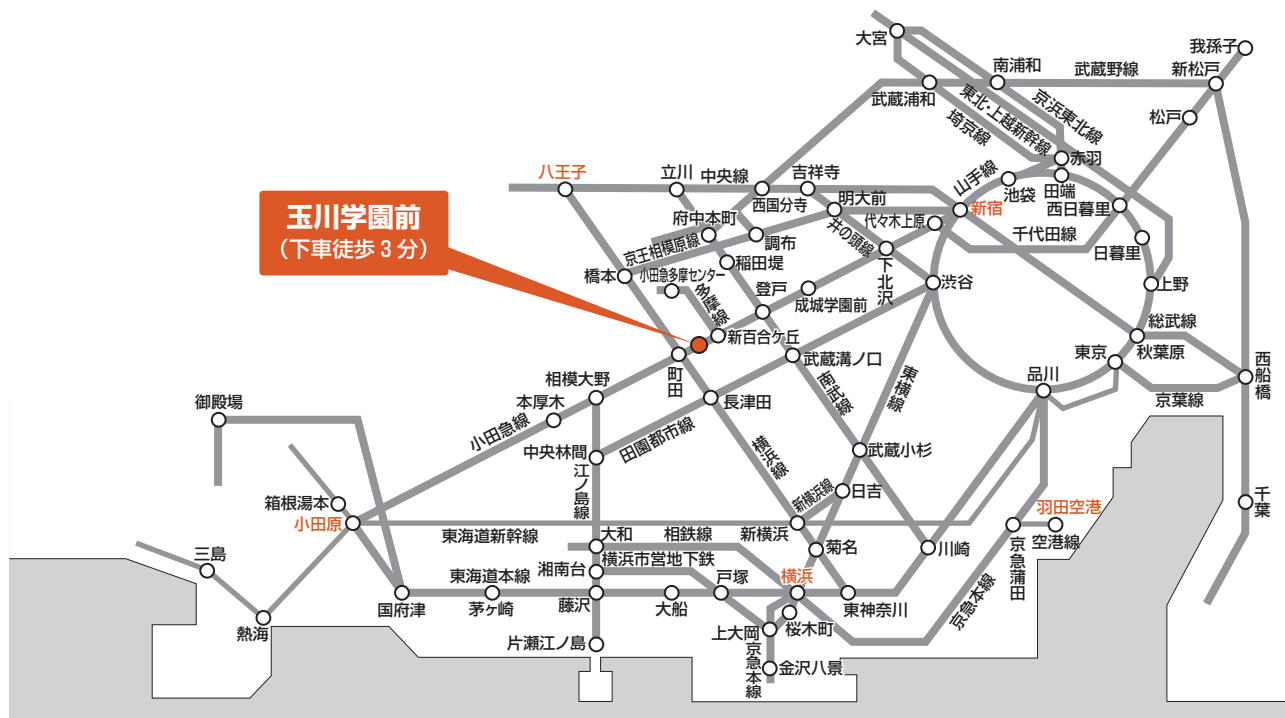 大宮
我孫子
南浦和
武蔵野線
新松戸
武蔵浦和
東北・上越新幹線
京浜東北線
埼京線
松戸
赤羽
八王子
立川
中央線
吉祥寺
山手線
池袋
田端
西国分寺
明大前
代々木上原
新宿
西日暮里
玉川学園前
(下車徒歩3分)
府中本町
井の頭線
千代田線
京王相模原線
調布
日暮里
橋本
小田急多摩センター
稲田堤
下北沢
多摩線
登戸
成城学園前
渋谷
上野
新百合ケ丘
総武線
秋葉原
町田
武蔵溝ノ口
東横線
東京
西船橋
相模大野
南武線
品川
京葉線
御殿場
本厚木
長津田
小田急線
中央林間
田園都市線
横浜線
武蔵小杉
江ノ島線
新横浜線
日吉
箱根湯本
小田原
羽田空港
千葉
東海道新幹線
新横浜
空港線
大和
相鉄線
菊名
川崎
京急蒲田
三島
湘南台
横浜市営地下鉄
東海道本線
戸塚
横浜
京急本線
国府津
茅ヶ崎
藤沢
大船
東神奈川
熱海
上大岡
桜木町
片瀬江ノ島
京急本線
金沢八景